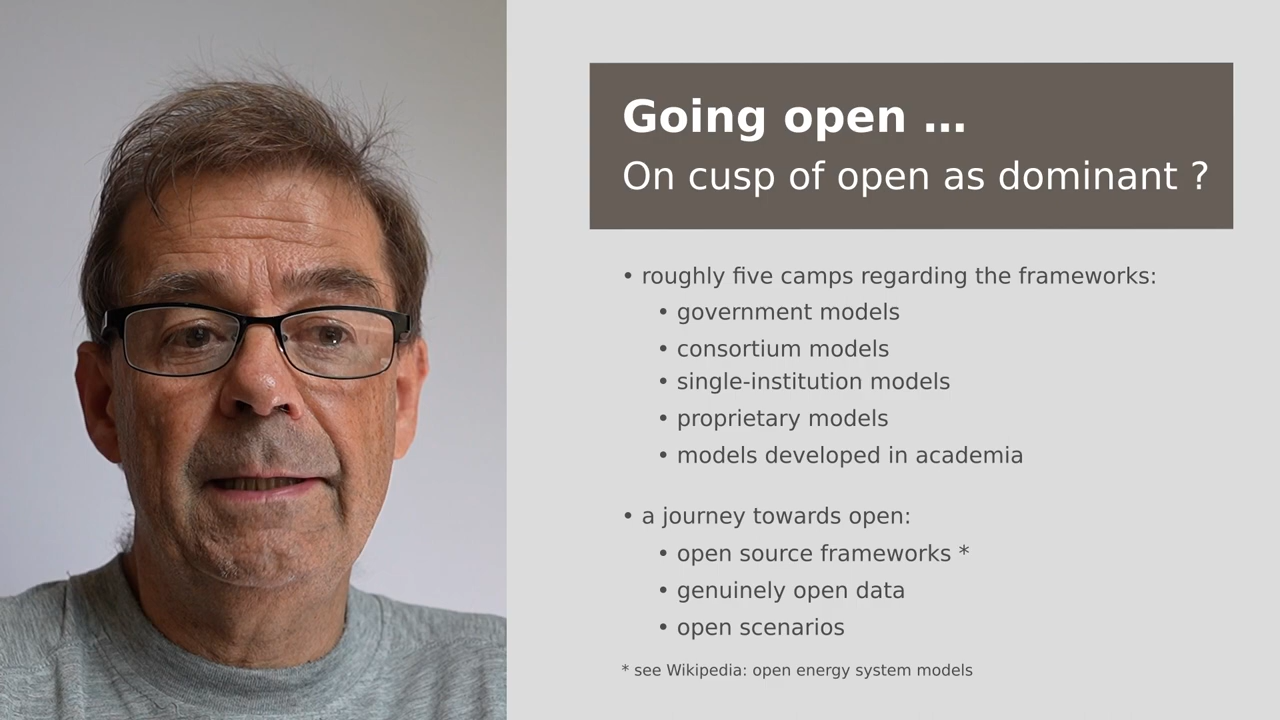 Going open ...
On cusp of open as dominant ?
• roughly five camps regarding the frameworks:
• government models
• consortium models
• single-institution models
• proprietary models
• models developed in academia
• a journey towards open:
• open source frameworks *
• genuinely open data
• open scenarios
* see Wikipedia: open energy system models